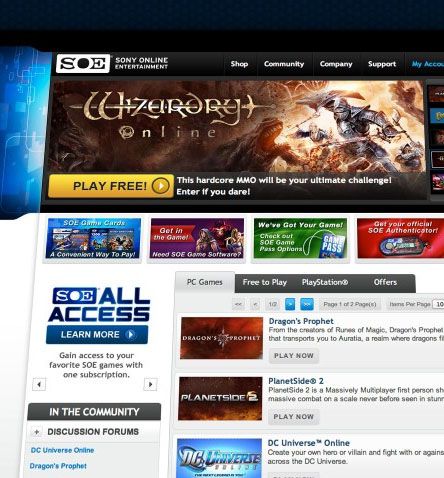 SOE
SONY ONLINE
ENTERTAINMENT
Shop
Community
Company
Support
My Accou
Wizardry
Online
PLAY FREE!
This hardcore MMO will be your ultimate challenge!
Enter if you dare!
SOE Game Cards
A Convenient Way To Pay!
Get in
the Game!
Need SOE Game Software?
We've Got Your Game!
Check out
SOE Game
Pass Options
GAME
PASS
Get your official
SOE Authenticator!
PC Games
Free to Play
PlayStation®
Offers
<<
<
1/2
>
>>
Page 1 of 2 Page(s)
Items Per Page
10
SOE ALL
ACCESS
LEARN MORE
Gain access to your
favorite SOE games with
one subscription.
IN THE COMMUNITY
+ DISCUSSION FORUMS
DC Universe Online
Dragon's Prophet
DRAGON'S PROPHET
Dragon's Prophet
From the creators of Runes of Magic, Dragon's Prophet
that transports you to Auratia, a realm where dragons fi
PLAY NOW
PLANETSIDE 2
PlanetSide® 2
PlanetSide 2 is a Massively Multiplayer first person sh
massive combat on a scale never before seen in stunn
PLAY NOW
DC UNIVERSE
ONLINE
THE NEXT LEGEND IS YOU
DC Universe™ Online
Create your own hero or villain and fight with or agains
across the DC Universe.